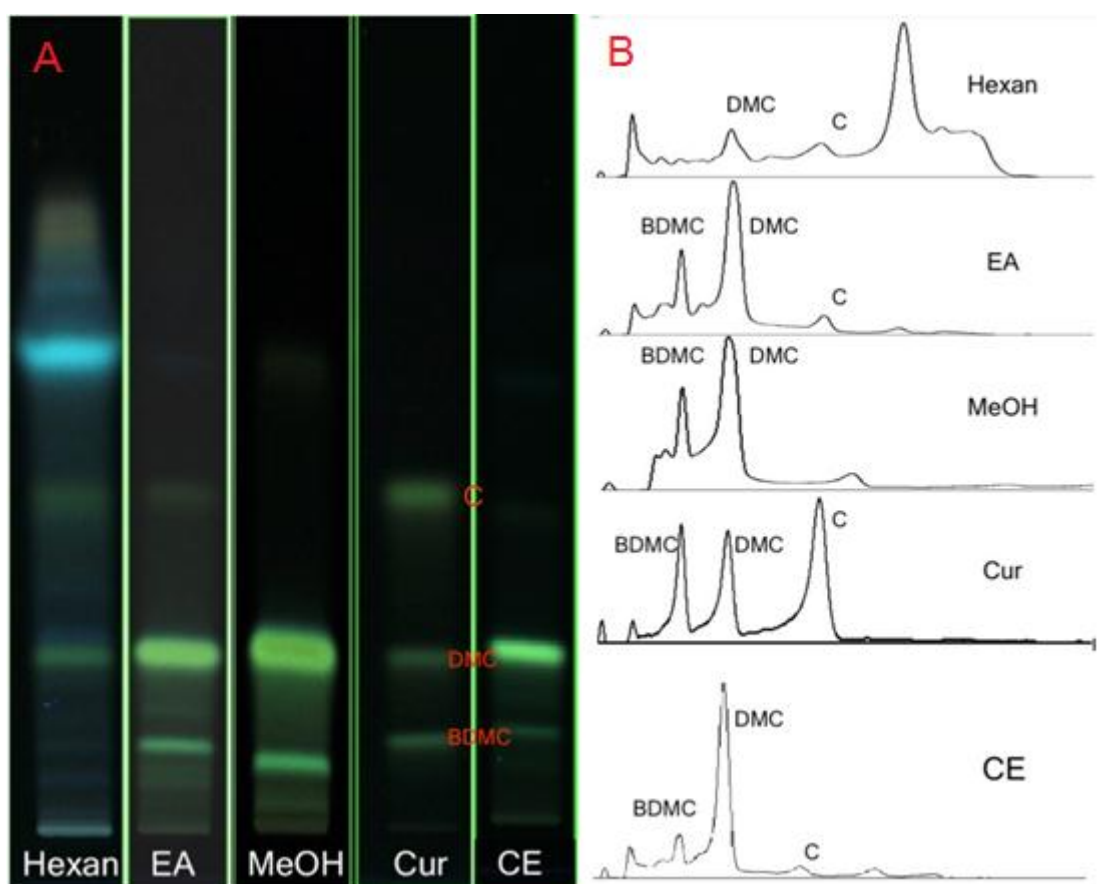 A
C
DMC
BDMC
Hexan EA MeOH Cur CE
B
Hexan
DMC
C
EA
BDMC DMC
C
MeOH
BDMC DMC
Cur
C
BDMC DMC
CE
DMC
BDMC
C